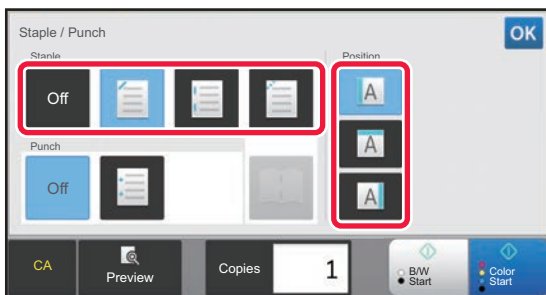 Staple / Punch
OK
Staple
Position
Off
A
Punch
A
Off
A
CA
Preview
Copies
1
B/W
Start
Color
Start